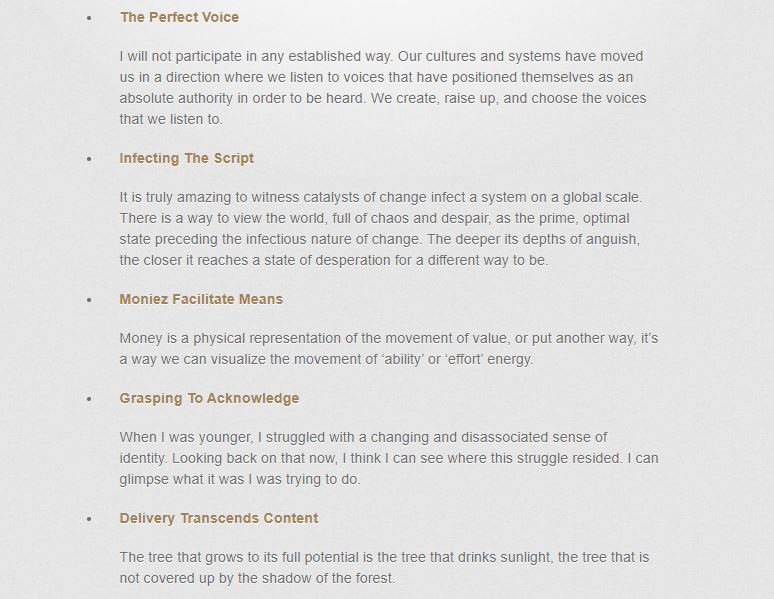 The Perfect Voice
I will not participate in any established way. Our cultures and systems have moved
us in a direction where we listen to voices that have positioned themselves as an
absolute authority in order to be heard. We create, raise up, and choose the voices
that we listen to.
Infecting The Script
It is truly amazing to witness catalysts of change infect a system on a global scale.
There is a way to view the world, full of chaos and despair, as the prime, optimal
state preceding the infectious nature of change. The deeper its depths of anguish,
the closer it reaches a state of desperation for a different way to be.
Moniez Facilitate Means
Money is a physical representation of the movement of value, or put another way, it’s
a way we can visualize the movement of ‘ability’ or ‘effort’ energy.
Grasping To Acknowledge
When I was younger, I struggled with a changing and disassociated sense of
identity. Looking back on that now, I think I can see where this struggle resided. I can
glimpse what it was I was trying to do.
Delivery Transcends Content
The tree that grows to its full potential is the tree that drinks sunlight, the tree that is
not covered up by the shadow of the forest.